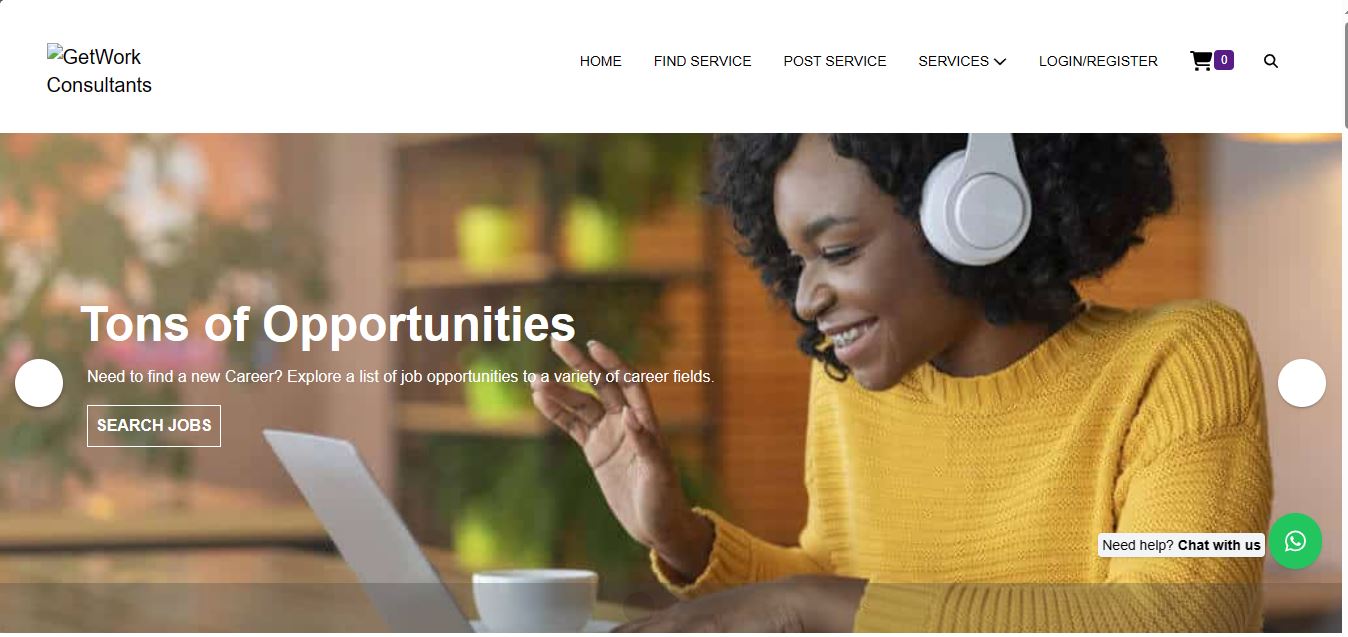 GetWork
Consultants
HOME
FIND SERVICE
POST SERVICE
SERVICES
LOGIN/REGISTER
0
Tons of Opportunities
Need to find a new Career? Explore a list of job opportunities to a variety of career fields.
SEARCH JOBS
Need help? Chat with us